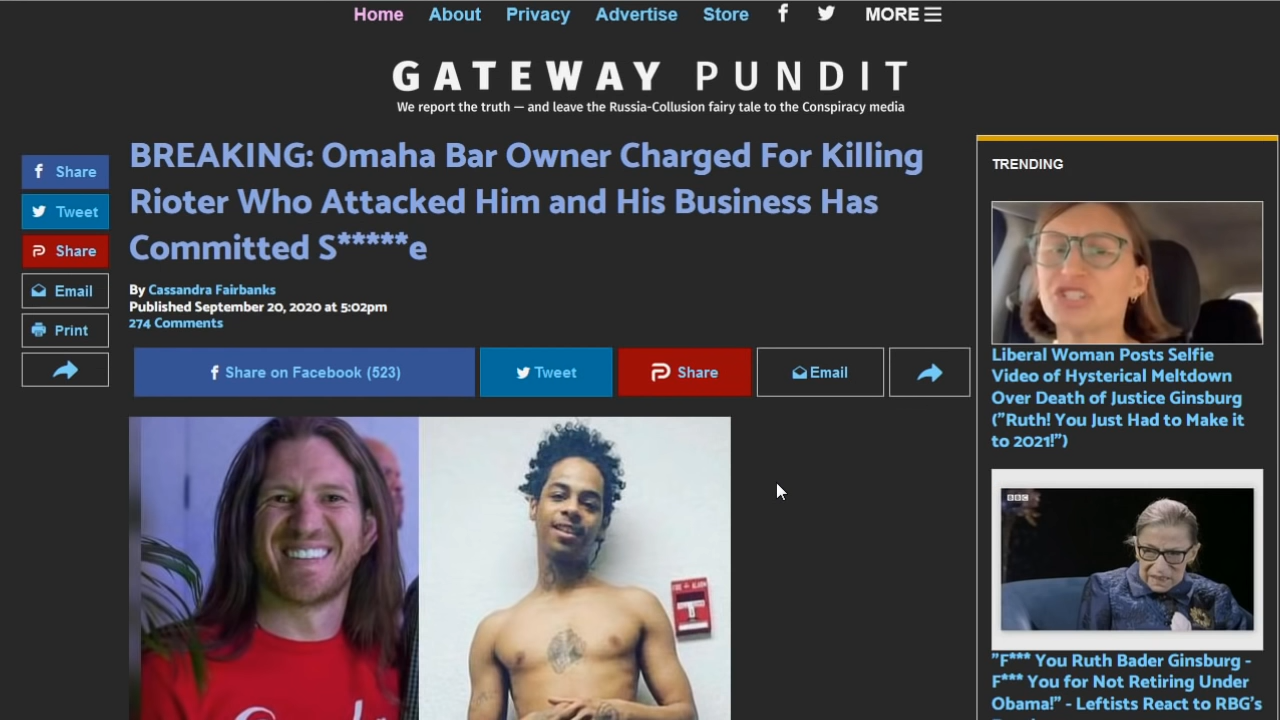 Home About Privacy Advertise Store MORE
GATEWAY PUNDIT
We report the truth — and leave the Russia-Collusion fairy tale to the Conspiracy media
Share
Tweet
Share
Email
Print
BREAKING: Omaha Bar Owner Charged For Killing
Rioter Who Attacked Him and His Business Has
Committed S*****e
By Cassandra Fairbanks
Published September 20, 2020 at 5:02pm
274 Comments
Share on Facebook (523) Tweet Share Email
TRENDING
Liberal Woman Posts Selfie
Video of Hysterical Meltdown
Over Death of Justice Ginsburg
("Ruth! You Just Had to Make it
to 2021!")
BBC
"F*** You Ruth Bader Ginsburg -
F*** You for Not Retiring Under
Obama!" - Leftists React to RBG's